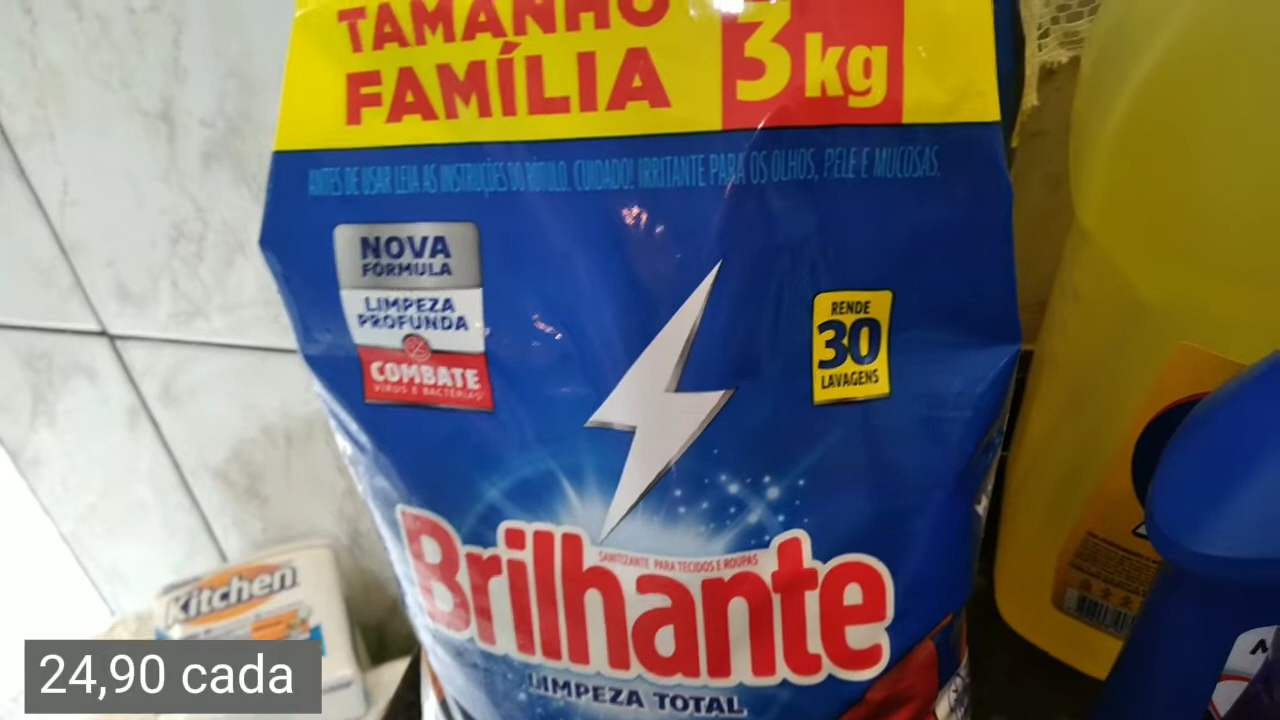 TAMANHO
FAMÍLIA
3kg
ANTES DE USAR LEIA AS INSTRUÇÕES DO RÓTULO. CUIDADO! IRRITANTE PARA OS OLHOS, PELE E MUCOSAS.
NOVA
FÓRMULA
LIMPEZA
PROFUNDA
COMBATE
VÍRUS E BACTÉRIAS
RENDE
30
LAVAGENS
SANITIZANTE PARA TECIDOS E ROUPAS
Brilhante
LIMPEZA TOTAL
Kitchen
24,90 cada